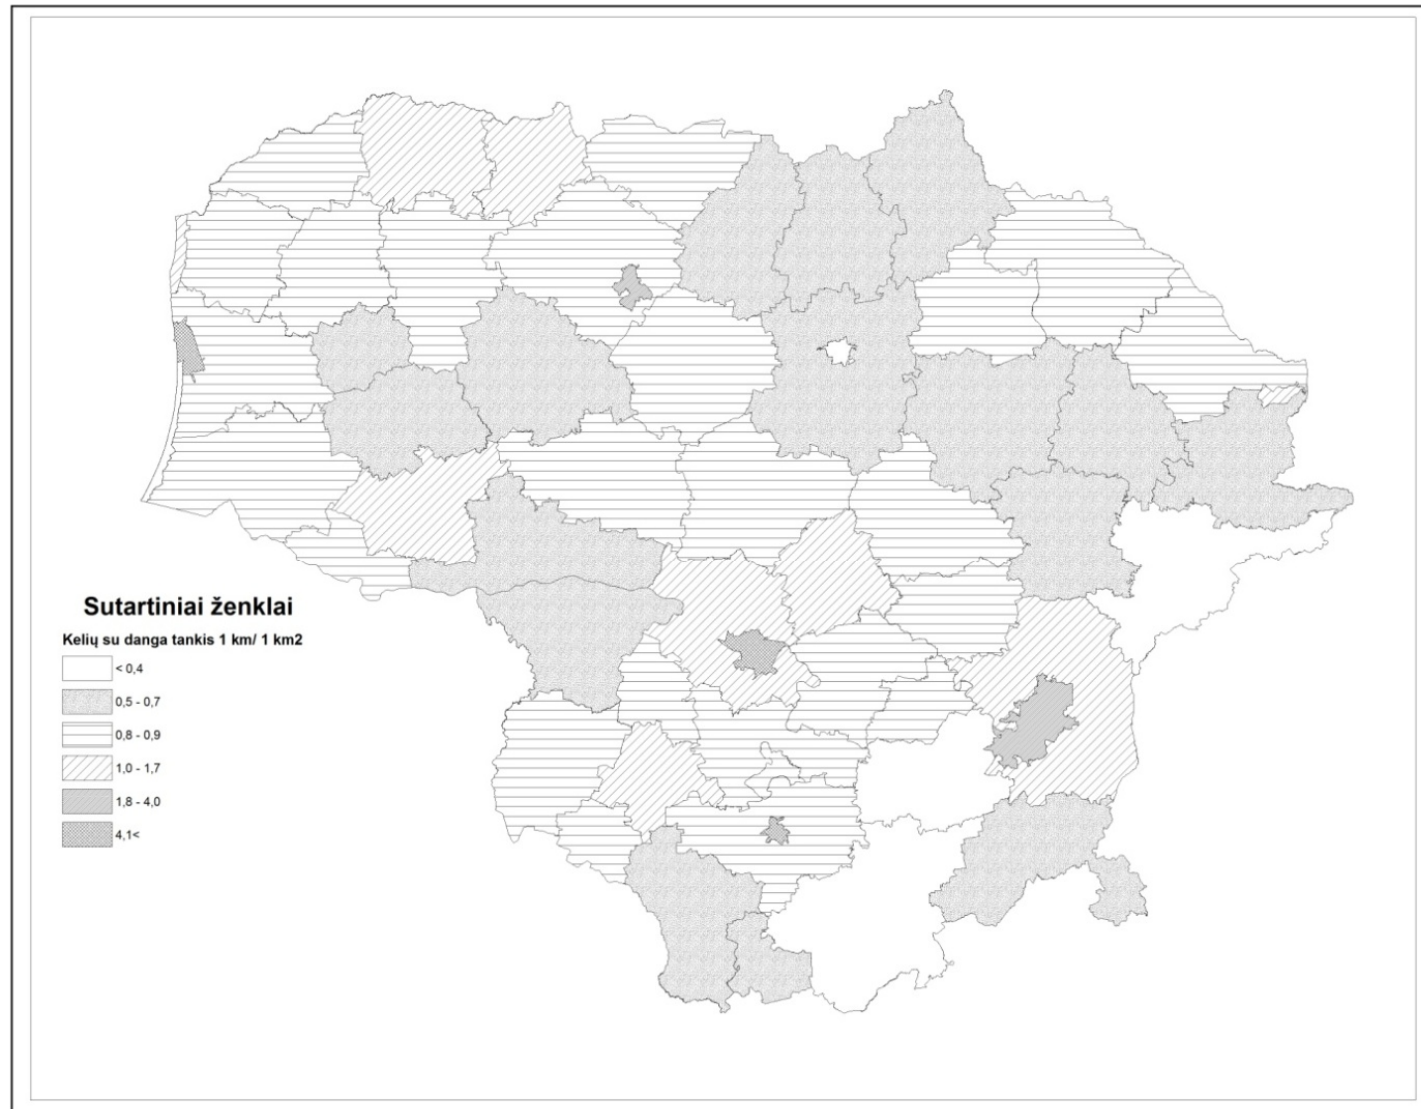 Sutartiniai ženklai
Kelių su danga tankis 1 km/ 1 km2
< 0,4
0,5 - 0,7
0,8 - 0,9
1,0 - 1,7
1,8 - 4,0
4,1<